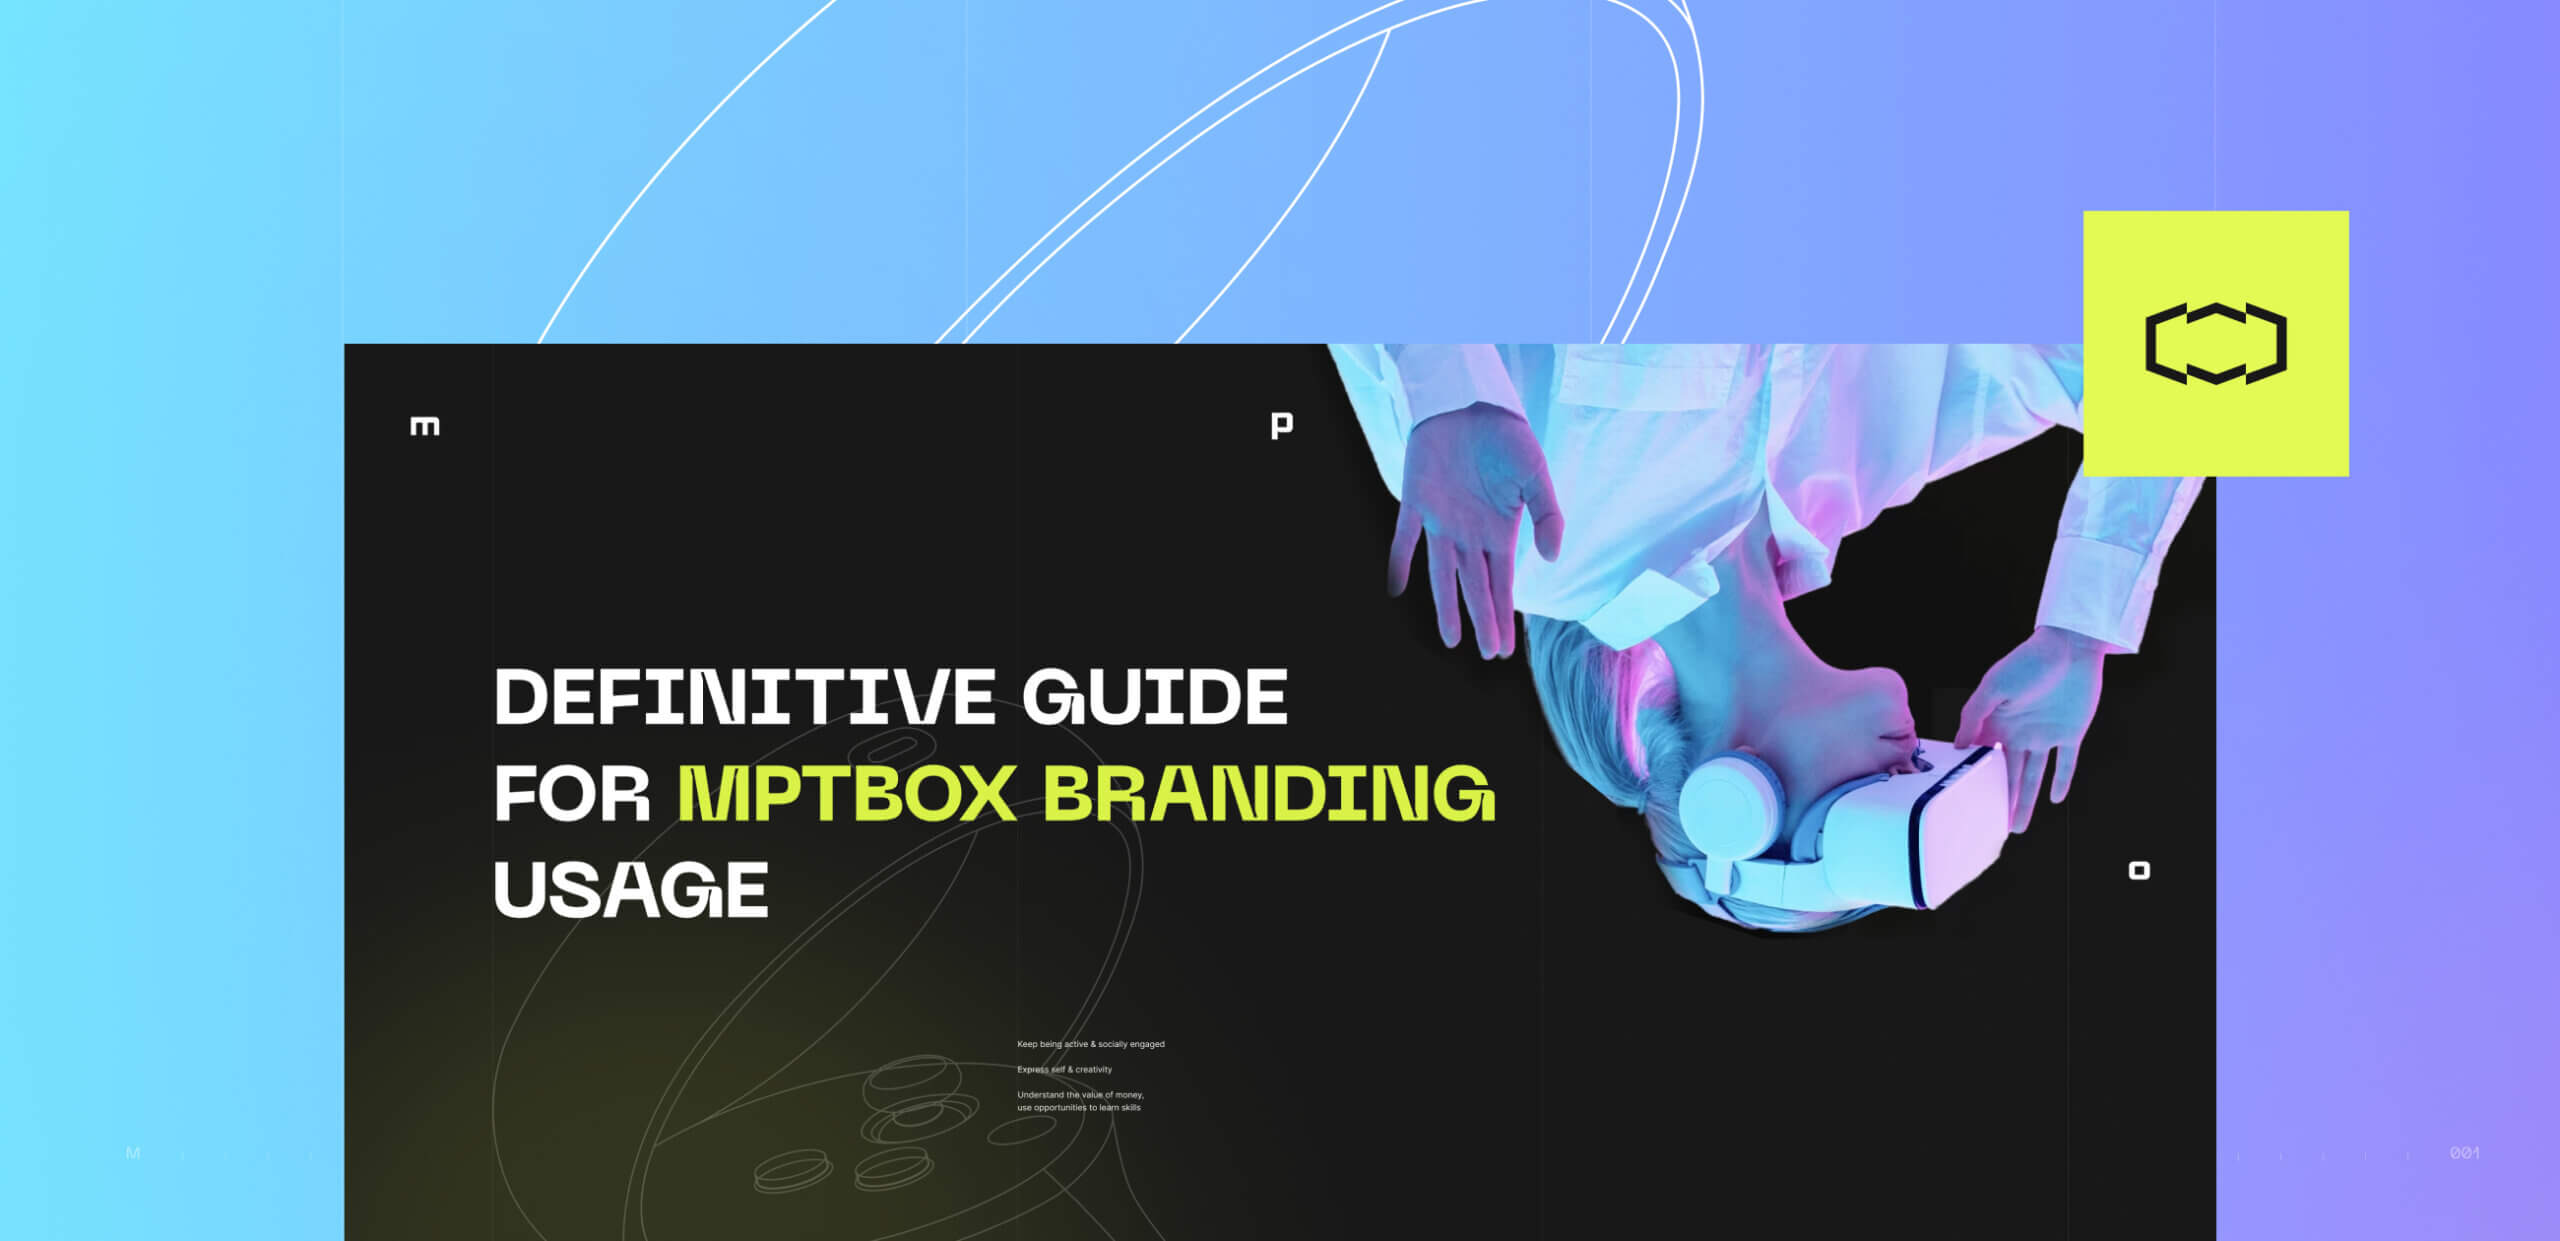 m
p
DEFINITIVE GUIDE
FOR MPTBOX BRANDING
USAGE
o
Keep being active & socially engaged
Express self & creativity
Understand the value of money,
use opportunities to learn skills
M
001